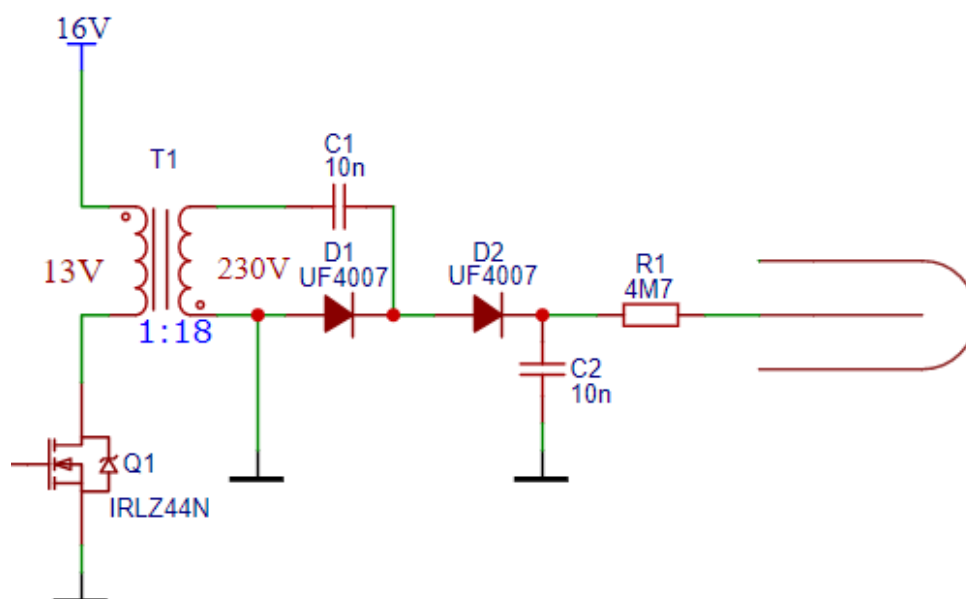 16V
T1
C1
10n
13V
230V
D1
UF4007
D2
UF4007
R1
4M7
1:18
C2
10n
Q1
IRLZ44N